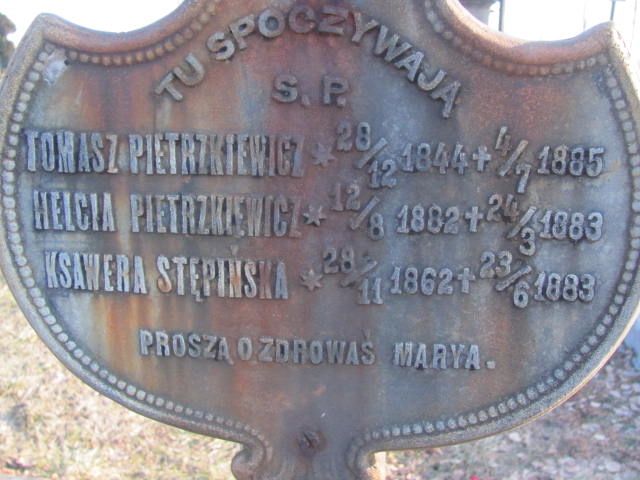 TU SPOCZYWAJĄ
Ś. P.
TOMASZ PIETRZKIEWICZ * 28/12 1844 + 4/7 1885
HELCIA PIETRZKIEWICZ * 12/8 1882 + 24/3 1883
KSAWERA STĘPIŃSKA * 28/11 1862 + 23/6 1883
PROSZĄ O ZDROWAŚ MARYA.